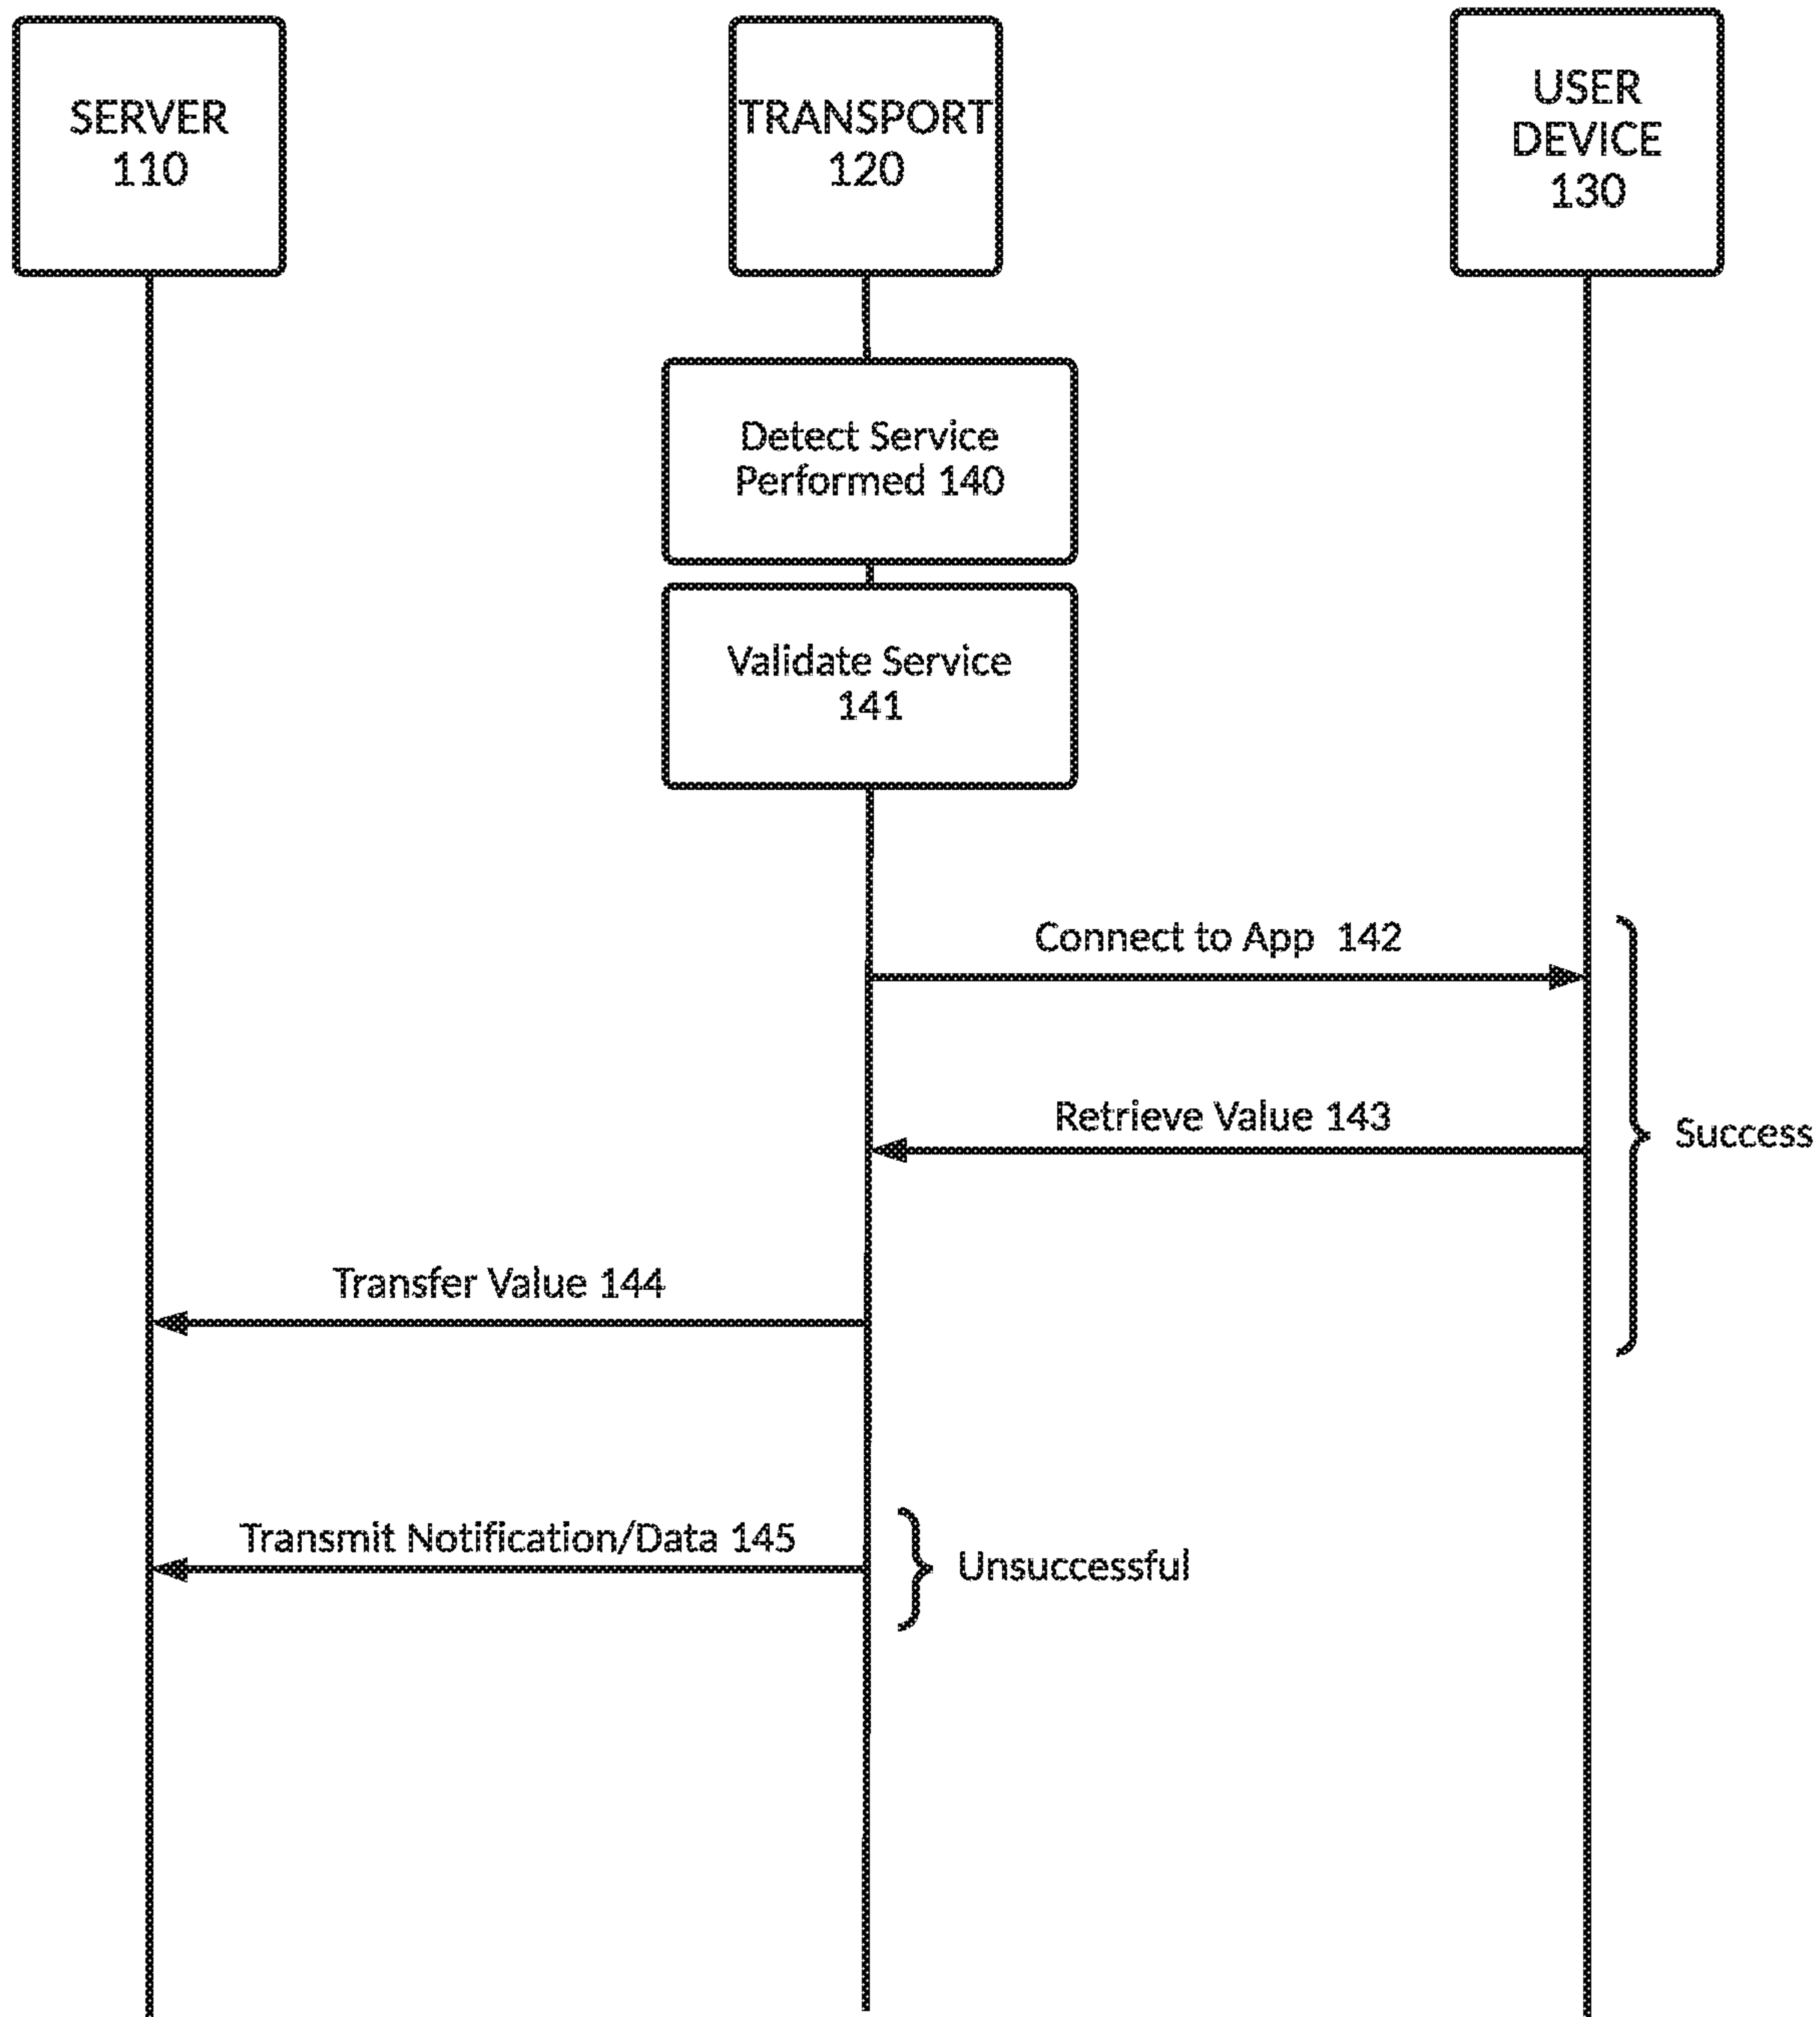 SERVER
110
TRANSPORT
120
USER
DEVICE
130
Detect Service
Performed 140
Validate Service
141
Connect to App 142
Retrieve Value 143
Success
Transfer Value 144
Transmit Notification/Data 145
Unsuccessful